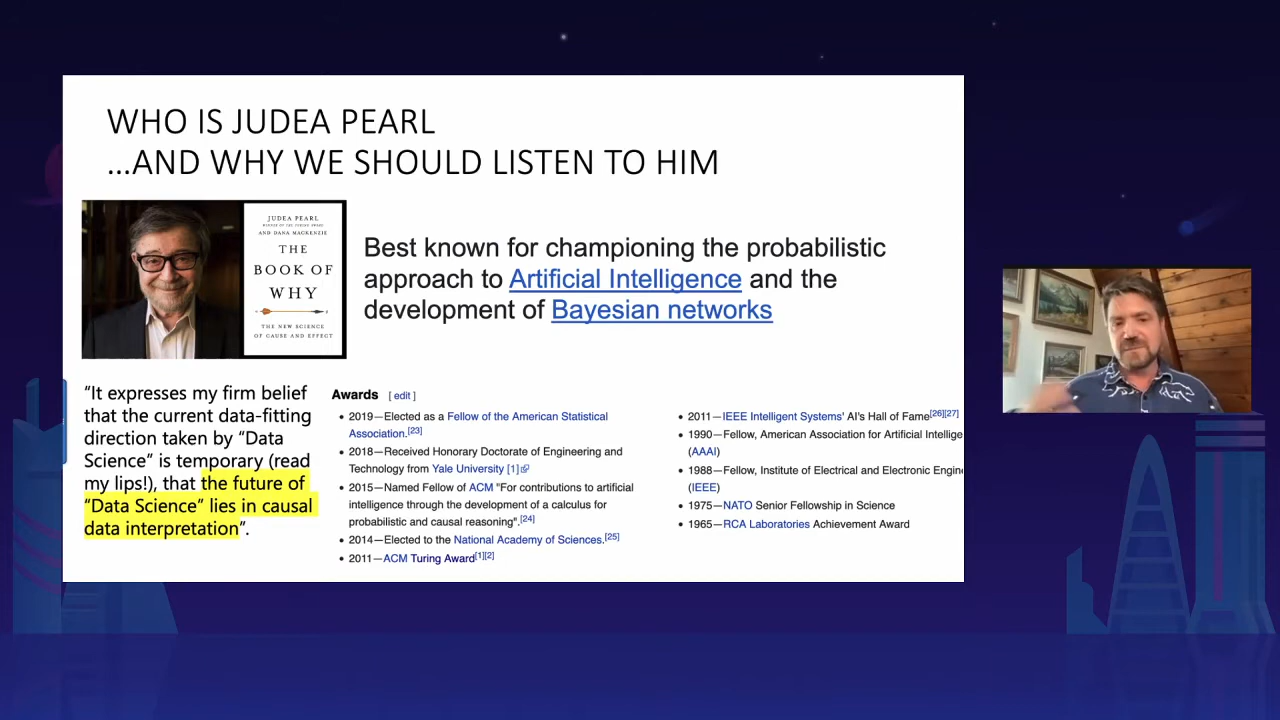 WHO IS JUDEA PEARL
...AND WHY WE SHOULD LISTEN TO HIM
JUDEA PEARL
WINNER OF THE TURING AWARD
AND DANA MACKENZIE
THE
BOOK OF
WHY
THE NEW SCIENCE
OF CAUSE AND EFFECT
Best known for championing the probabilistic
approach to Artificial Intelligence and the
development of Bayesian networks
“It expresses my firm belief
that the current data-fitting
direction taken by “Data
Science” is temporary (read
my lips!), that the future of
“Data Science” lies in causal
data interpretation”.
Awards [ edit ]
• 2019—Elected as a Fellow of the American Statistical
Association.[23]
• 2018—Received Honorary Doctorate of Engineering and
Technology from Yale University [1]
• 2015—Named Fellow of ACM "For contributions to artificial
intelligence through the development of a calculus for
probabilistic and causal reasoning".[24]
• 2014—Elected to the National Academy of Sciences.[25]
• 2011—ACM Turing Award[1][2]
• 2011—IEEE Intelligent Systems' AI's Hall of Fame[26][27]
• 1990—Fellow, American Association for Artificial Intellige
(AAAI)
• 1988—Fellow, Institute of Electrical and Electronic Engin
(IEEE)
• 1975—NATO Senior Fellowship in Science
• 1965—RCA Laboratories Achievement Award